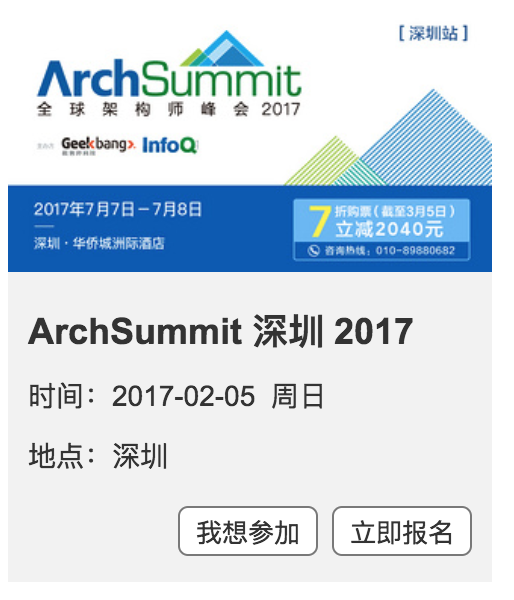 [ 深圳站 ]
ArchSummit
全球架构师峰会2017
Geekbang>. InfoQ
2017年7月7日－7月8日
深圳 · 华侨城洲际酒店
7折购票（截至3月5日）
立减2040元
咨询热线：010-89880682
ArchSummit 深圳 2017
时间：2017-02-05 周日
地点：深圳
我想参加 立即报名